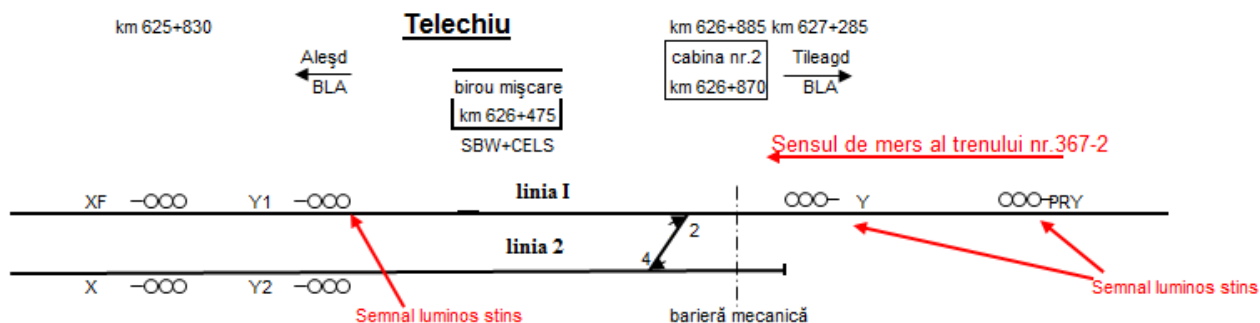 Telechiu
km 625+830
km 626+885 km 627+285
Aleşd
BLA
birou mişcare
km 626+475
SBW+CELS
cabina nr.2
km 626+870
Tileagd
BLA
Sensul de mers al trenului nr.367-2
XF
Y1
linia I
Y
PRY
2
linia 2
4
X
Y2
Semnal luminos stins
barieră mecanică
Semnal luminos stins